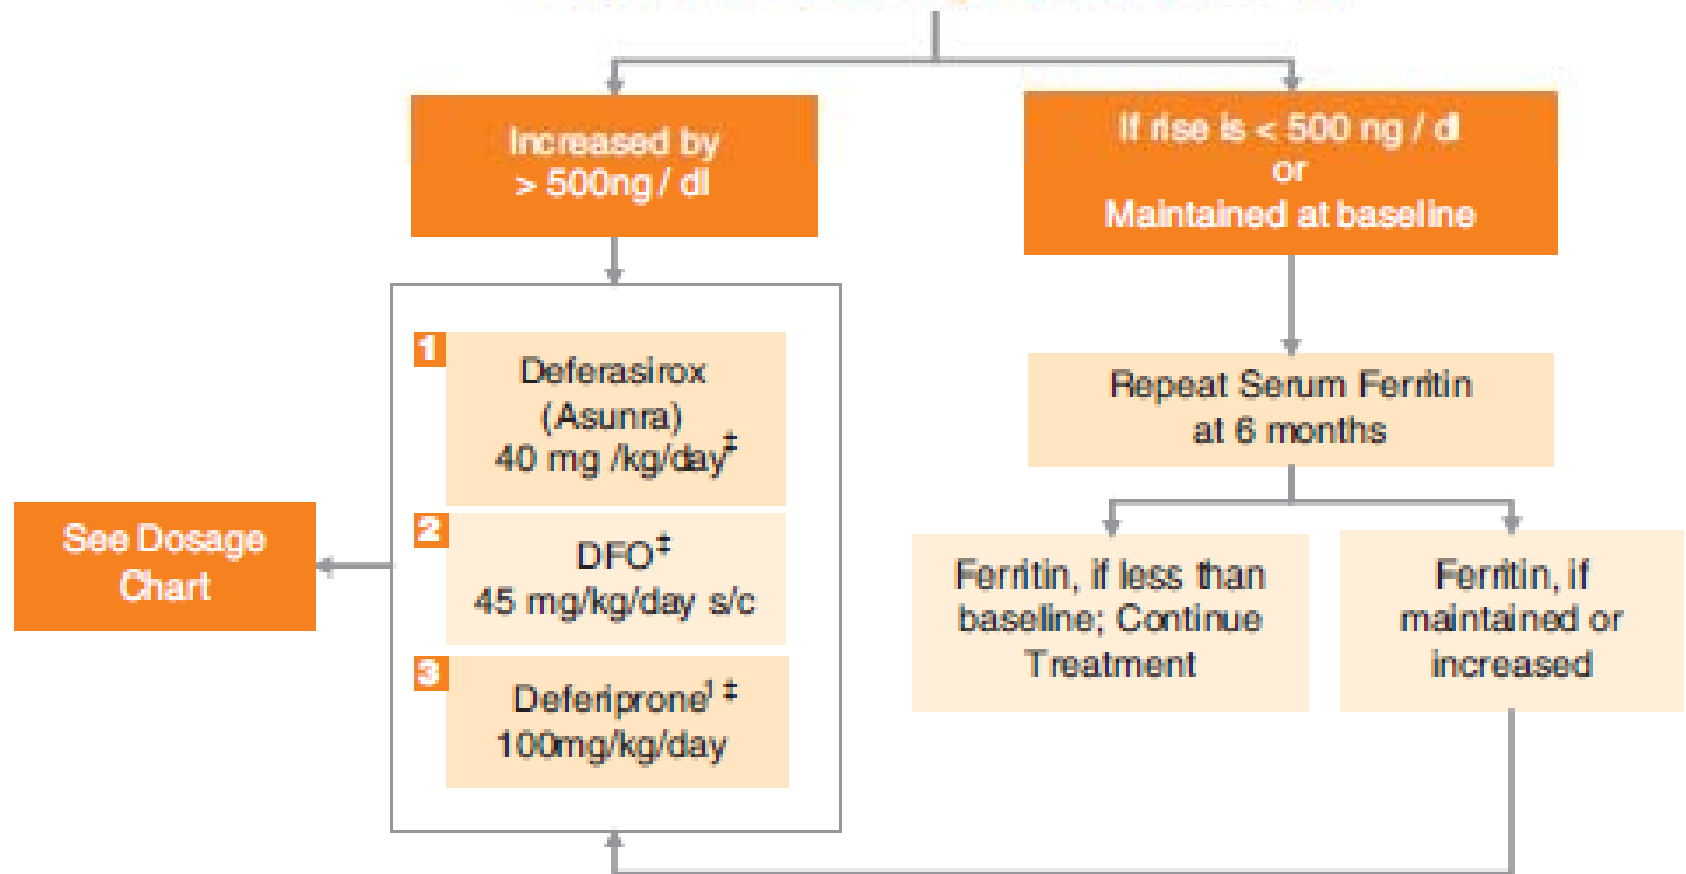 Increased by
> 500ng / dl
If rise is < 500 ng / dl
or
Maintained at baseline
1
Deferasirox
(Asunra)
40 mg /kg/day‡
2
DFO‡
45 mg/kg/day s/c
3
Deferiprone¹ ‡
100mg/kg/day
See Dosage
Chart
Repeat Serum Ferritin
at 6 months
Ferritin, if less than
baseline; Continue
Treatment
Ferritin, if
maintained or
increased